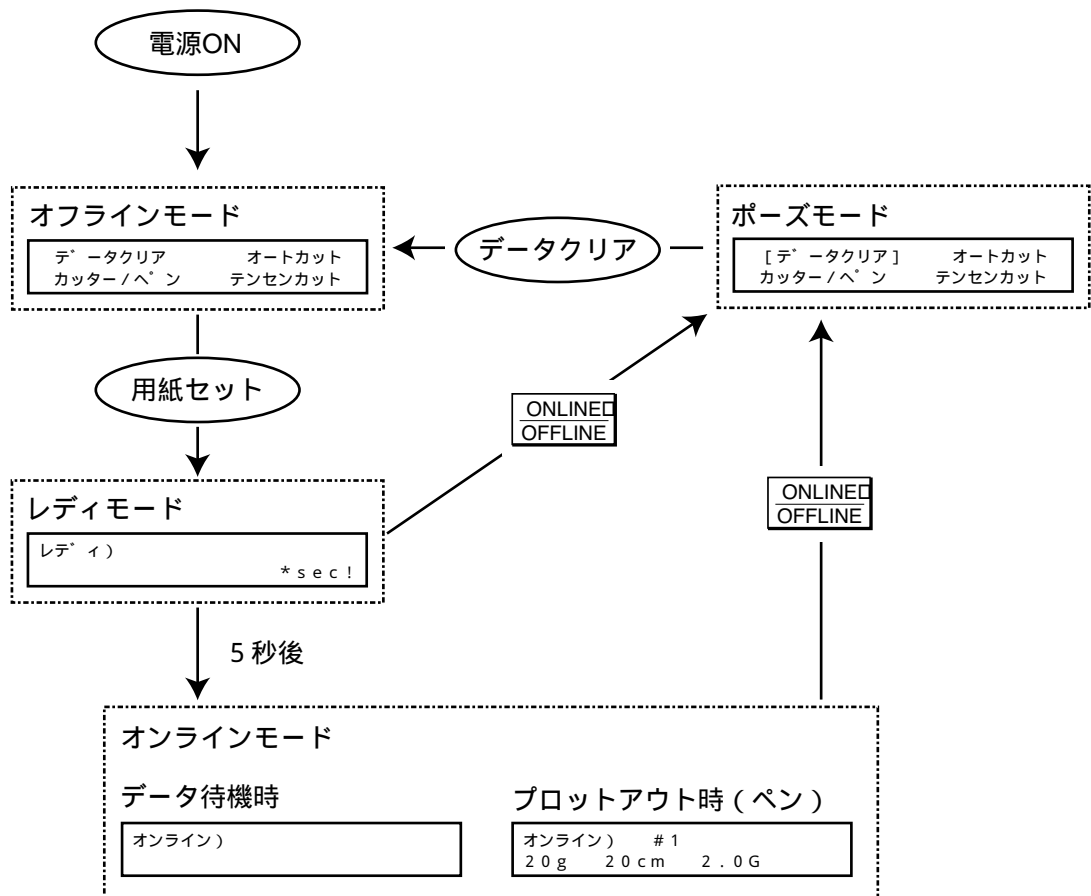 電源ON
オフラインモード
データクリア オートカット
カッター/ペン テンセンカット
データクリア
ポーズモード
[データクリア] オートカット
カッター/ペン テンセンカット
用紙セット
ONLINE
OFFLINE
レディモード
レディ)
*sec!
ONLINE
OFFLINE
5秒後
オンラインモード
データ待機時
オンライン)
プロットアウト時(ペン)
オンライン) #1
20g 20cm 2.0G